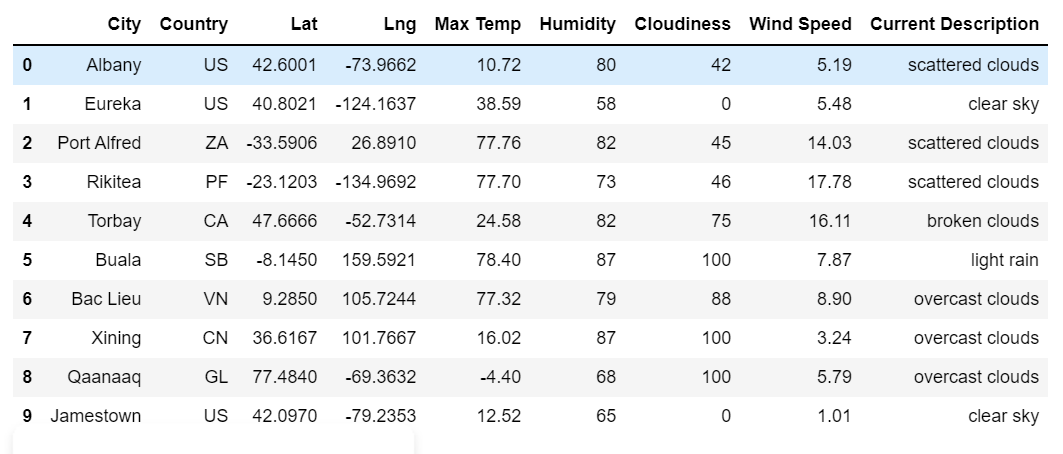 City Country Lat Lng Max Temp Humidity Cloudiness Wind Speed Current Description
0 Albany US 42.6001 -73.9662 10.72 80 42 5.19 scattered clouds
1 Eureka US 40.8021 -124.1637 38.59 58 0 5.48 clear sky
2 Port Alfred ZA -33.5906 26.8910 77.76 82 45 14.03 scattered clouds
3 Rikitea PF -23.1203 -134.9692 77.70 73 46 17.78 scattered clouds
4 Torbay CA 47.6666 -52.7314 24.58 82 75 16.11 broken clouds
5 Buala SB -8.1450 159.5921 78.40 87 100 7.87 light rain
6 Bac Lieu VN 9.2850 105.7244 77.32 79 88 8.90 overcast clouds
7 Xining CN 36.6167 101.7667 16.02 87 100 3.24 overcast clouds
8 Qaanaaq GL 77.4840 -69.3632 -4.40 68 100 5.79 overcast clouds
9 Jamestown US 42.0970 -79.2353 12.52 65 0 1.01 clear sky